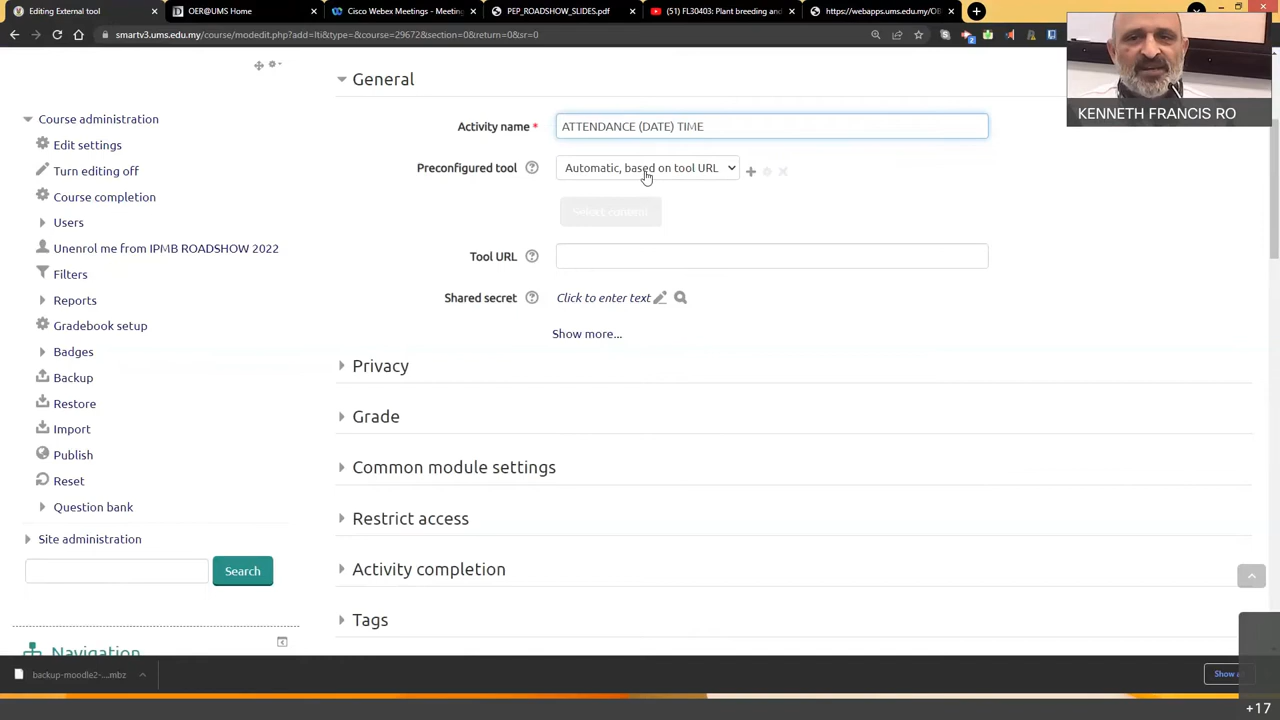 Editing External tool
OER@UMS Home
Cisco Webex Meetings - Meeting
PEP_ROADSHOW_SLIDES.pdf
(51) FL30403: Plant breeding and
https://webapps.ums.edu.my/OE
smartv3.ums.edu.my/course/modedit.php?add=lti&type=&course=29672&section=0&return=0&sr=0
KENNETH FRANCIS RO
Course administration
Edit settings
Turn editing off
Course completion
Users
Unenrol me from IPMB ROADSHOW 2022
Filters
Reports
Gradebook setup
Badges
Backup
Restore
Import
Publish
Reset
Question bank
Site administration
Search
Navigation
General
Activity name *
ATTENDANCE (DATE) TIME
Preconfigured tool
Automatic, based on tool URL
Select content
Tool URL
Shared secret
Click to enter text
Show more...
Privacy
Grade
Common module settings
Restrict access
Activity completion
Tags
backup-moodle2-....mbz
Show
+17